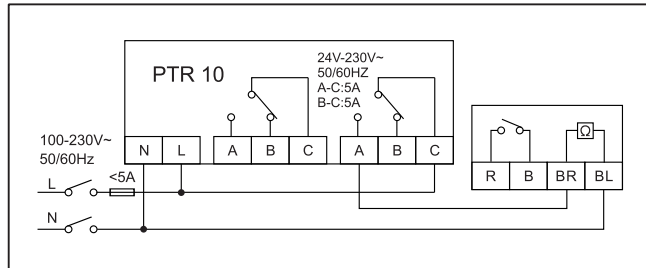 24V-230V~
50/60HZ
A-C:5A
B-C:5A
PTR 10
100-230V~
50/60Hz
N L A B C A B C
R B BR BL
Ω
L <5A
N